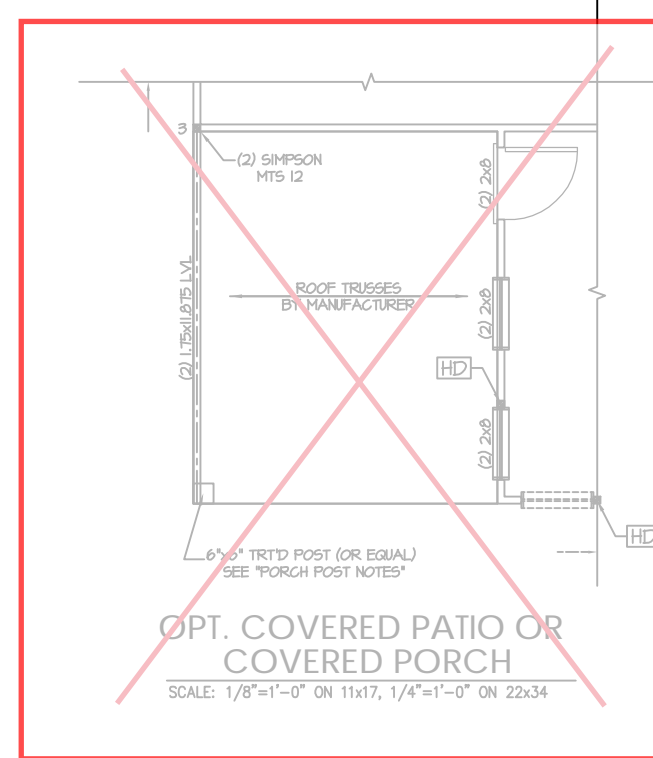 3
(2) SIMPSON
MTS 12
(2) 2x8
(2) 1.75x11.875 LVL
ROOF TRUSSES
BY MANUFACTURER
(2) 2x8
HD
(2) 2x8
6"x6" TRT'D POST (OR EQUAL)
SEE "PORCH POST NOTES"
HD
OPT. COVERED PATIO OR
COVERED PORCH
SCALE: 1/8"=1'-0" ON 11x17, 1/4"=1'-0" ON 22x34